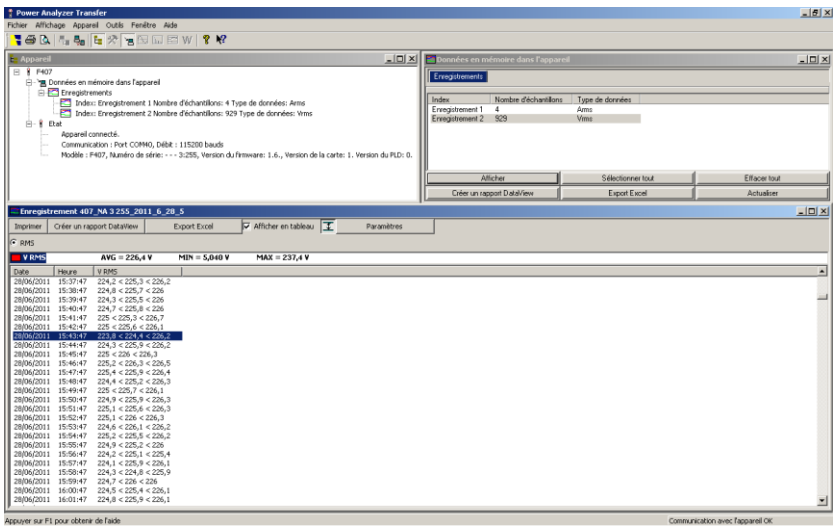 Power Analyzer Transfer
Fichier Affichage Appareil Outils Fenêtre Aide
Appareil
F407
Données en mémoire dans l'appareil
Enregistrements
Index: Enregistrement 1 Nombre d'échantillons: 4 Type de données: Arms
Index: Enregistrement 2 Nombre d'échantillons: 929 Type de données: Vrms
Etat
Appareil connecté.
Communication : Port COM40, Débit : 115200 bauds
Modèle : F407, Numéro de série: - - - 3:255, Version du firmware: 1.6., Version de la carte: 1. Version du PLD: 0.
Données en mémoire dans l'appareil
Enregistrements
Index Nombre d'échantillons Type de données
Enregistrement 1 4 Arms
Enregistrement 2 929 Vrms
Afficher Sélectionner tout Effacer tout
Créer un rapport DataView Export Excel Actualiser
Enregistrement 407_NA 3 255_2011_6_28_5
Imprimer Créer un rapport DataView Export Excel Afficher en tableau Paramètres
RMS
V RMS AVG = 226,4 V MIN = 5,040 V MAX = 237,4 V
Date Heure V RMS
28/06/2011 15:37:47 224,2 < 225,3 < 226,2
28/06/2011 15:38:47 224,8 < 225,7 < 226
28/06/2011 15:39:47 224,3 < 225,5 < 226
28/06/2011 15:40:47 224,7 < 225,8 < 226
28/06/2011 15:41:47 225 < 225,3 < 226,7
28/06/2011 15:42:47 225 < 225,6 < 226,1
28/06/2011 15:43:47 223,8 < 224,4 < 226,2
28/06/2011 15:44:47 224,3 < 225,9 < 226,2
28/06/2011 15:45:47 225 < 226 < 226,3
28/06/2011 15:46:47 225,2 < 226,3 < 226,5
28/06/2011 15:47:47 225,4 < 225,9 < 226,4
28/06/2011 15:48:47 224,4 < 225,2 < 226,3
28/06/2011 15:49:47 225 < 225,7 < 226,1
28/06/2011 15:50:47 224,9 < 225,9 < 226,3
28/06/2011 15:51:47 225,1 < 225,6 < 226,3
28/06/2011 15:52:47 225,1 < 226 < 226,3
28/06/2011 15:53:47 224,6 < 226,1 < 226,2
28/06/2011 15:54:47 225,2 < 225,5 < 226,2
28/06/2011 15:55:47 224,9 < 225,2 < 226
28/06/2011 15:56:47 224,2 < 225,1 < 225,4
28/06/2011 15:57:47 224,1 < 225,9 < 226,1
28/06/2011 15:58:47 224,3 < 224,8 < 225,9
28/06/2011 15:59:47 224,7 < 226 < 226
28/06/2011 16:00:47 224,5 < 225,4 < 226,1
28/06/2011 16:01:47 224,8 < 225,9 < 226,1
Appuyer sur F1 pour obtenir de l'aide Communication avec l'appareil OK